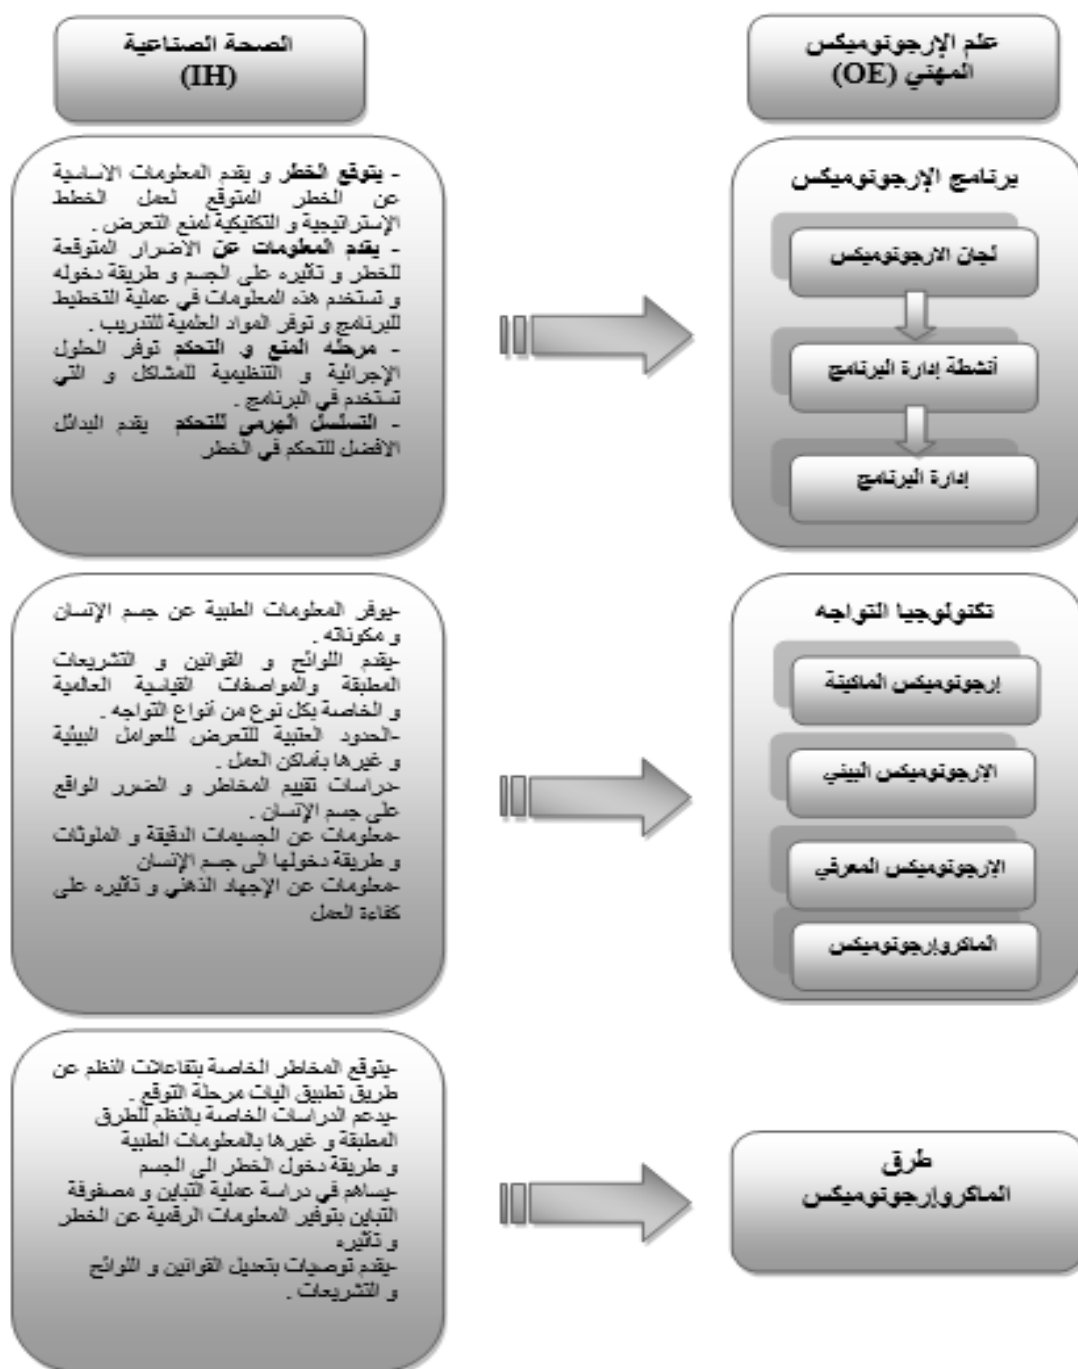 علم الإرجونوميكس
المهني (OE)
برنامج الإرجونوميكس
لجان الارجونوميكس
أنشطة إدارة البرنامج
إدارة البرنامج
تكنولوجيا التواجه
إرجونوميكس الماكينة
الإرجونوميكس البيئي
الإرجونوميكس المعرفي
الماكروإرجونوميكس
طرق
الماكروإرجونوميكس
الصحة الصناعية
(IH)
- يتوقع الخطر و يقدم المعلومات الاساسية
عن الخطر المتوقع لعمل الخطط
الإستراتيجية و التكتيكية لمنع التعرض .
- يقدم المعلومات عن الاضرار المتوقعة
للخطر و تأثيره على الجسم و طريقة دخوله
و تستخدم هذه المعلومات في عملية التخطيط
للبرنامج و توفر المواد العلمية للتدريب .
- مرحله المنع و التحكم توفر الحلول
الإجرائية و التنظيمية للمشاكل و التي
تستخدم في البرنامج .
- التسلسل الهرمى للتحكم يقدم البدائل
الافضل للتحكم في الخطر
-يوفر المعلومات الطبية عن جسم الإنسان
و مكوناته .
-يقدم اللوائح و القوانين و التشريعات
المطبقة والمواصفات القياسية العالمية
و الخاصة بكل نوع من أنواع التواجه .
-الحدود العتبية للتعرض للعوامل البيئية
و غيرها بأماكن العمل .
-دراسات تقييم المخاطر و الضرر الواقع
على جسم الإنسان .
-معلومات عن الجسيمات الدقيقة و الملوثات
و طريقة دخولها الى جسم الإنسان
-معلومات عن الإجهاد الذهني و تأثيره على
كفاءة العمل
-يتوقع المخاطر الخاصة بتفاعلات النظم عن
طريق تطبيق اليات مرحلة التوقع .
-يدعم الدراسات الخاصة بالنظم للطرق
المطبقة و غيرها بالمعلومات الطبية
و طريقة دخول الخطر الى الجسم
-يساهم في دراسة عملية التباين و مصفوفة
التباين بتوفير المعلومات الرقمية عن الخطر
و تأثيره
-يقدم توصيات بتعديل القوانين و اللوائح
و التشريعات .